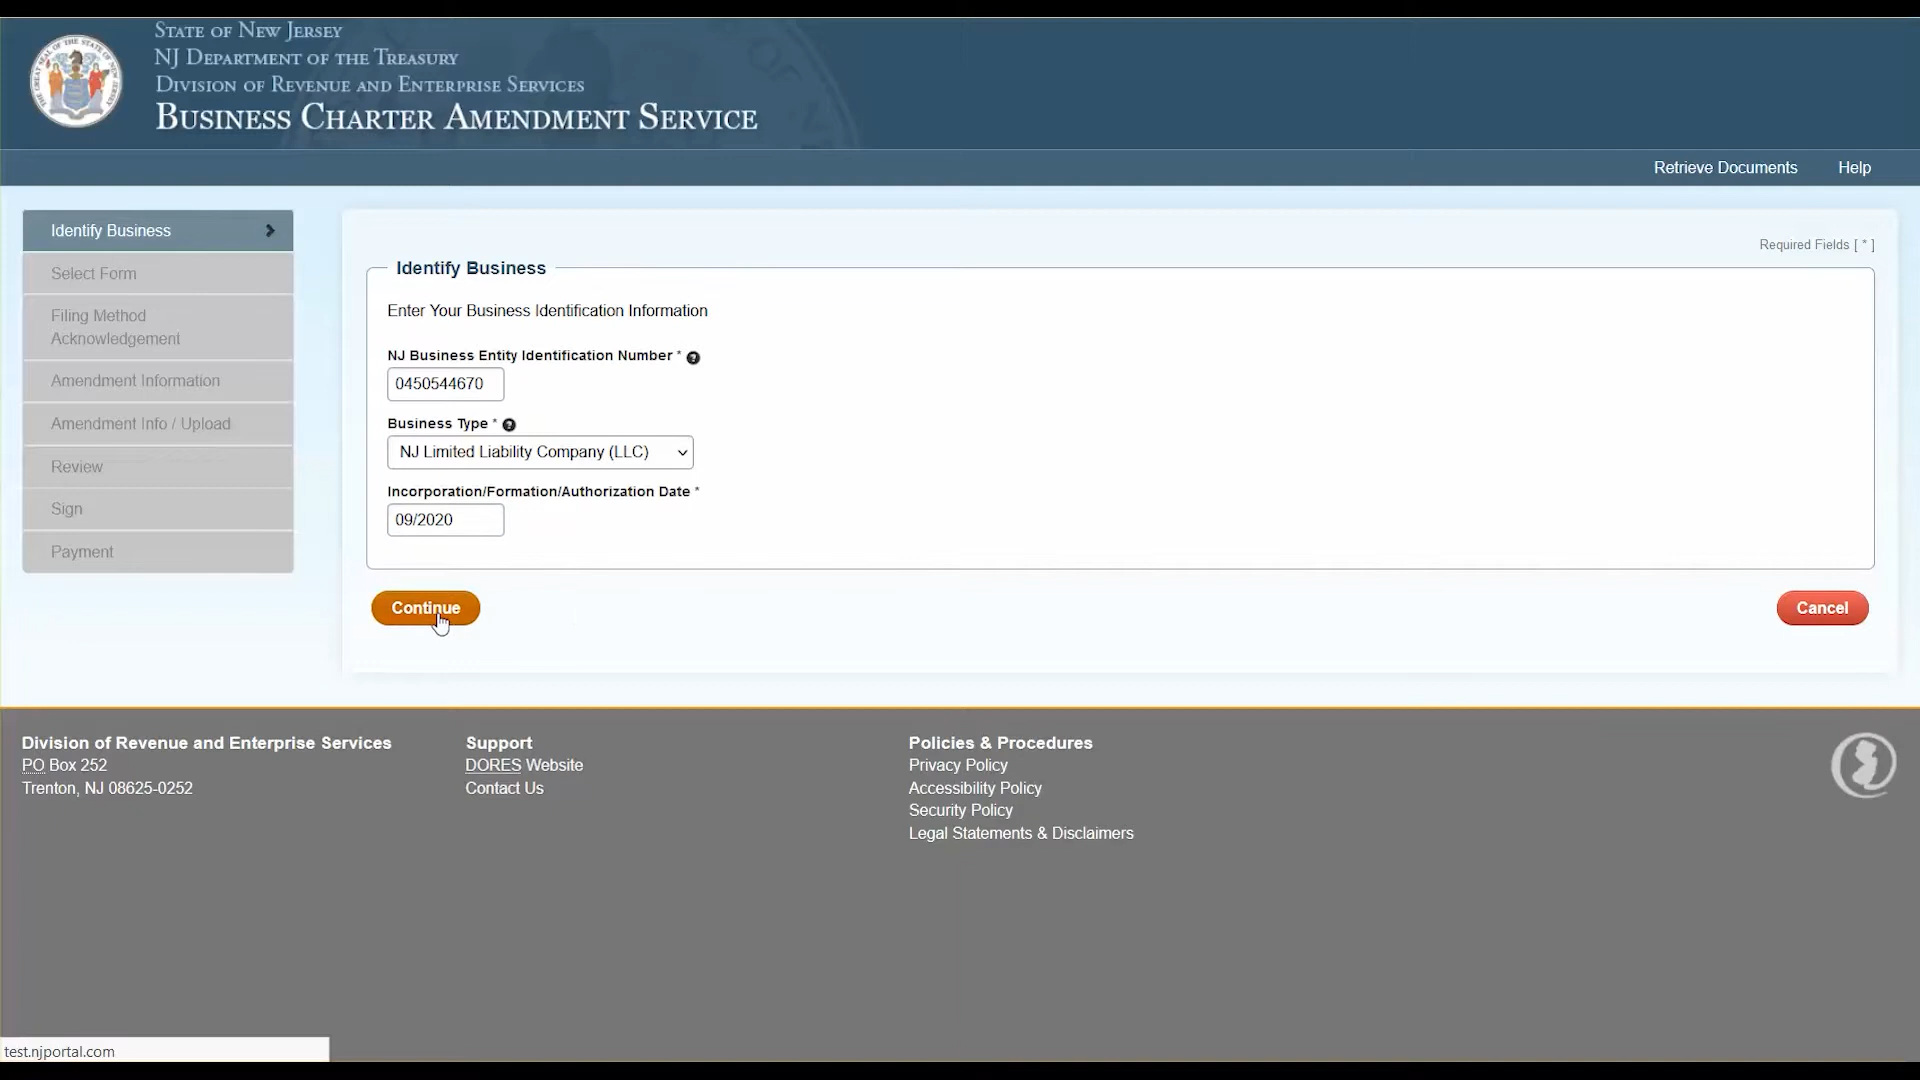 STATE OF NEW JERSEY
NJ DEPARTMENT OF THE TREASURY
DIVISION OF REVENUE AND ENTERPRISE SERVICES
BUSINESS CHARTER AMENDMENT SERVICE
Retrieve Documents
Help
Identify Business
Select Form
Filing Method
Acknowledgement
Amendment Information
Amendment Info / Upload
Review
Sign
Payment
Required Fields [ * ]
Identify Business
Enter Your Business Identification Information
NJ Business Entity Identification Number *
0450544670
Business Type *
NJ Limited Liability Company (LLC)
Incorporation/Formation/Authorization Date *
09/2020
Continue
Cancel
Division of Revenue and Enterprise Services
PO Box 252
Trenton, NJ 08625-0252
Support
DORES Website
Contact Us
Policies & Procedures
Privacy Policy
Accessibility Policy
Security Policy
Legal Statements & Disclaimers
test.njportal.com